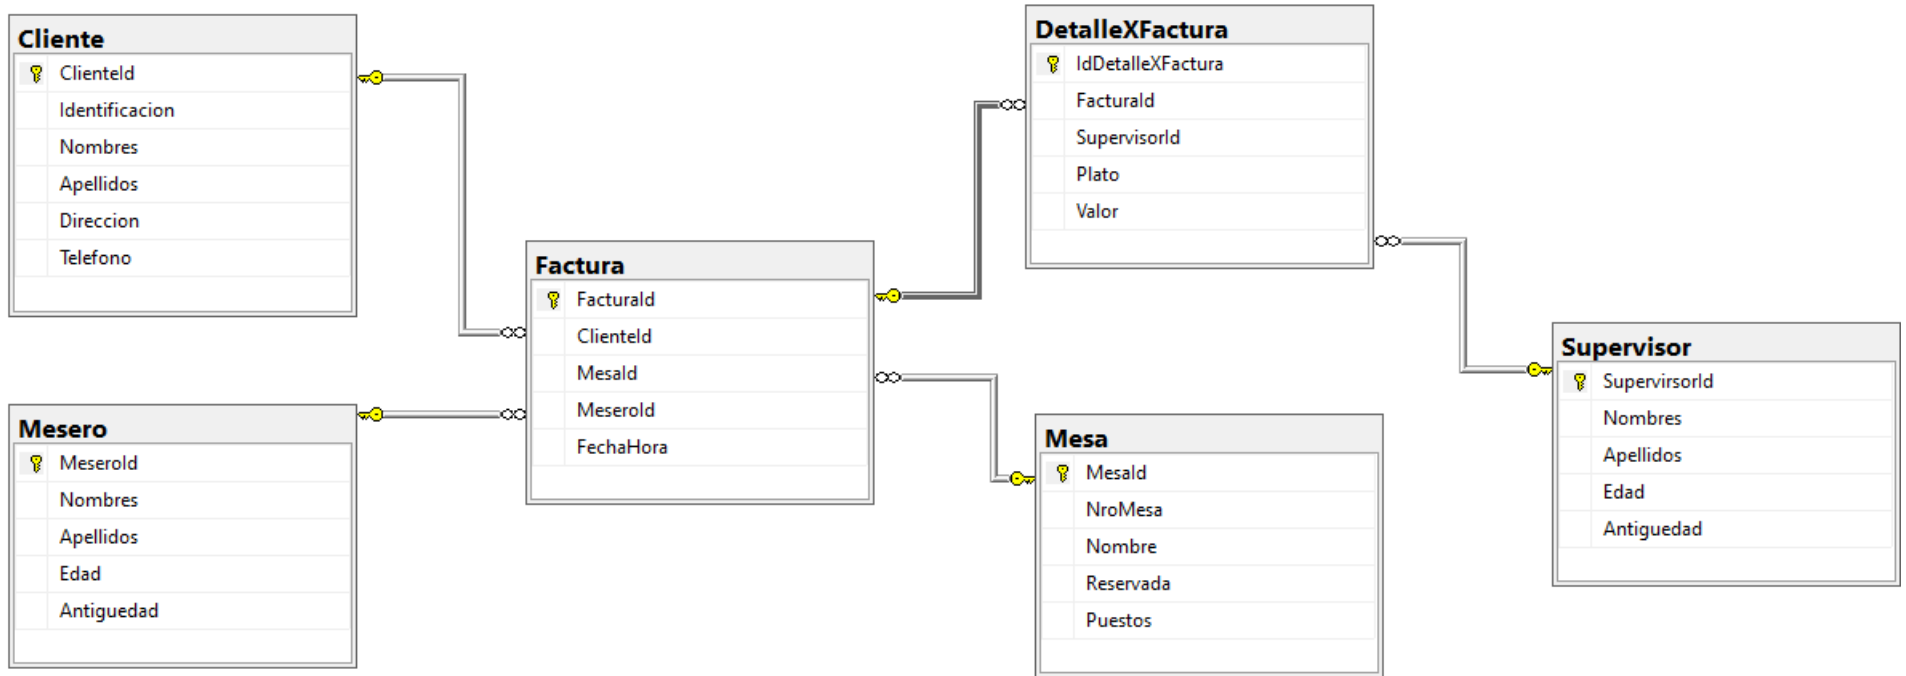 Cliente
ClienteId
Identificacion
Nombres
Apellidos
Direccion
Telefono
Mesero
MeseroId
Nombres
Apellidos
Edad
Antiguedad
Factura
FacturaId
ClienteId
MesaId
MeseroId
FechaHora
DetalleXFactura
IdDetalleXFactura
FacturaId
SupervisorId
Plato
Valor
Mesa
MesaId
NroMesa
Nombre
Reservada
Puestos
Supervisor
SupervirsorId
Nombres
Apellidos
Edad
Antiguedad